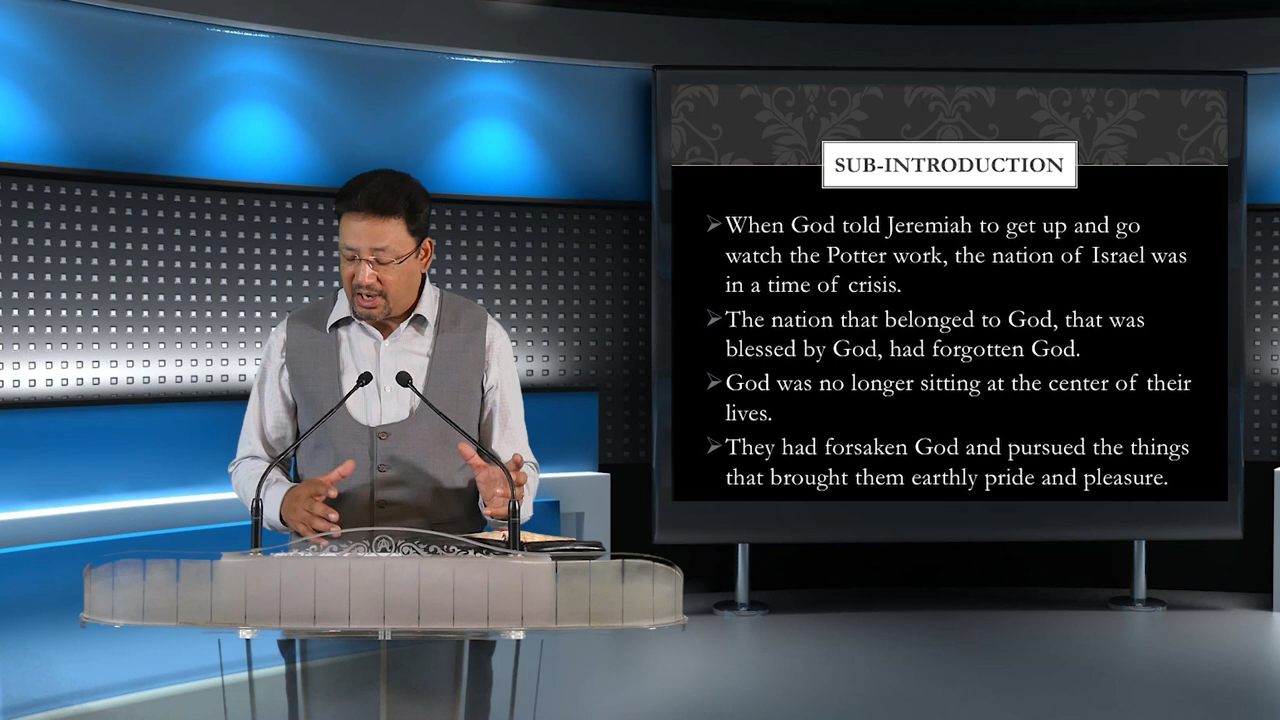 SUB-INTRODUCTION
When God told Jeremiah to get up and go
watch the Potter work, the nation of Israel was
in a time of crisis.
The nation that belonged to God, that was
blessed by God, had forgotten God.
God was no longer sitting at the center of their
lives.
They had forsaken God and pursued the things
that brought them earthly pride and pleasure.